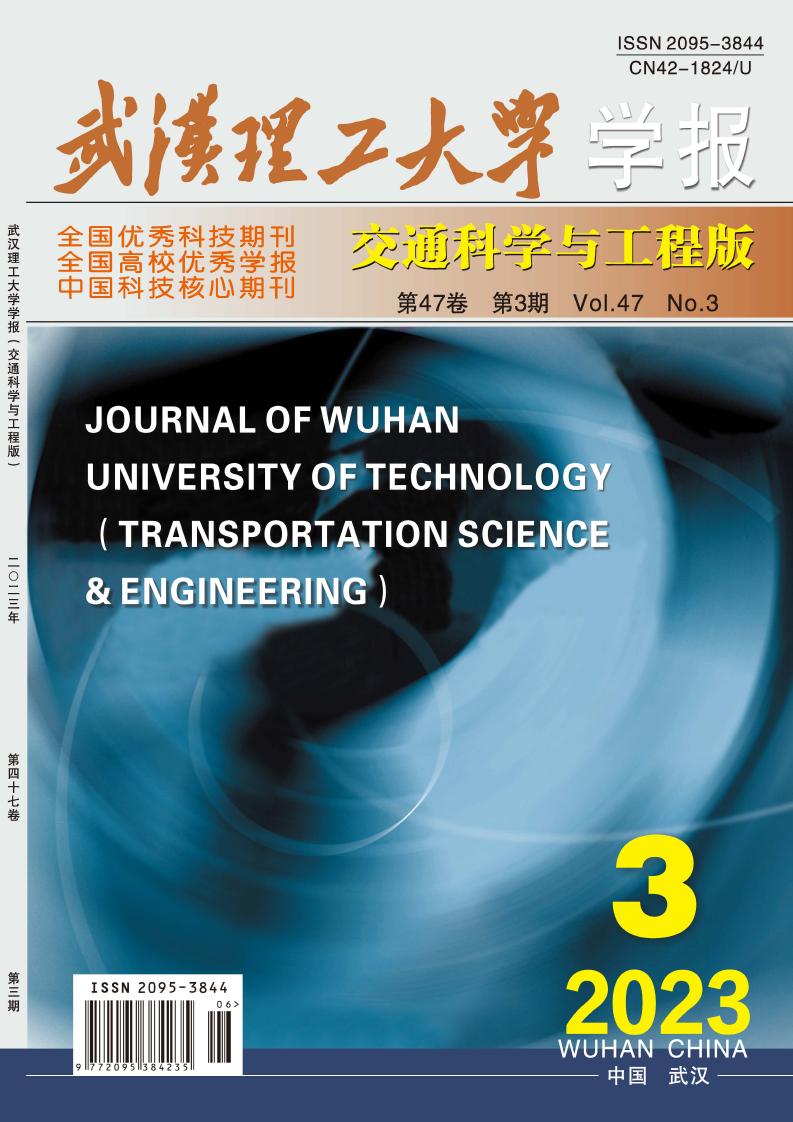 ISSN 2095-3844
CN42-1824/U
武漢理工大學 学报
全国优秀科技期刊
全国高校优秀学报
中国科技核心期刊
交通科学与工程版
第47卷 第3期 Vol.47 No.3
武汉理工大学学报(交通科学与工程版) 二〇二三年 第四十七卷 第三期
JOURNAL OF WUHAN
UNIVERSITY OF TECHNOLOGY
( TRANSPORTATION SCIENCE
& ENGINEERING )
3
2023
WUHAN CHINA
中国 武汉
ISSN 2095-3844
06>
9 772095 384235